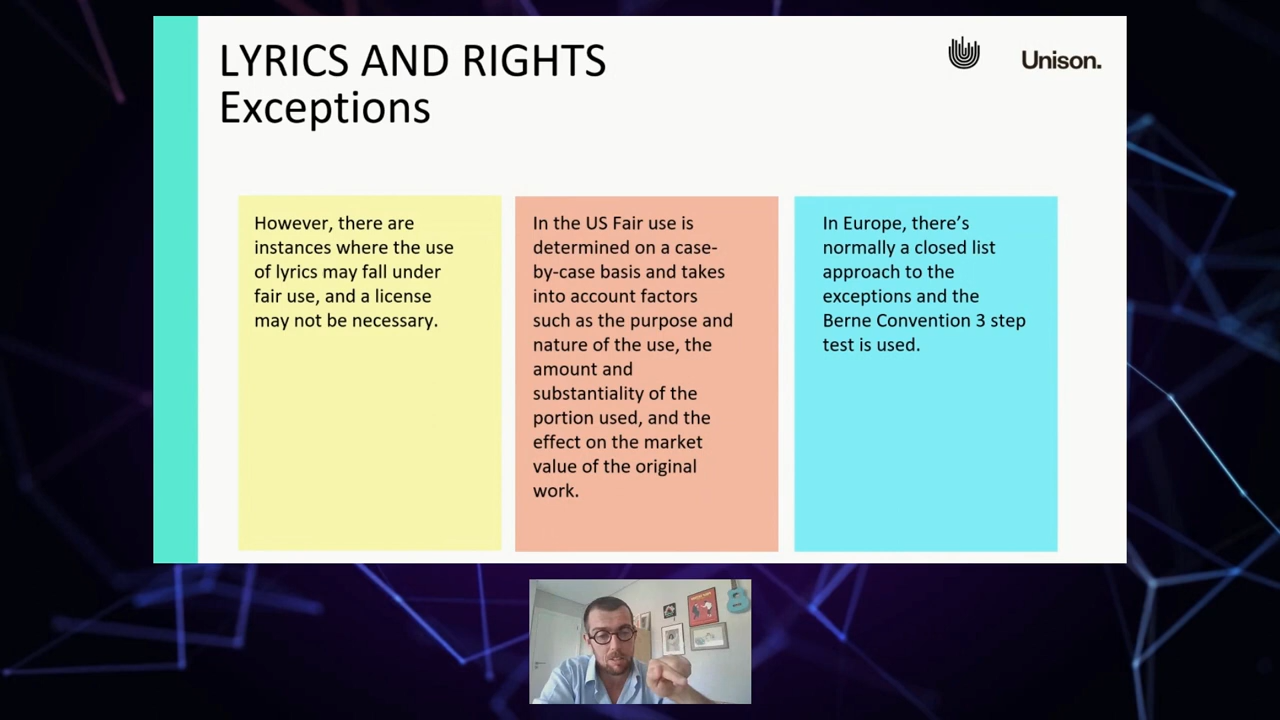 LYRICS AND RIGHTS
Exceptions
Unison.
However, there are
instances where the use
of lyrics may fall under
fair use, and a license
may not be necessary.
In the US Fair use is
determined on a case-
by-case basis and takes
into account factors
such as the purpose and
nature of the use, the
amount and
substantiality of the
portion used, and the
effect on the market
value of the original
work.
In Europe, there’s
normally a closed list
approach to the
exceptions and the
Berne Convention 3 step
test is used.